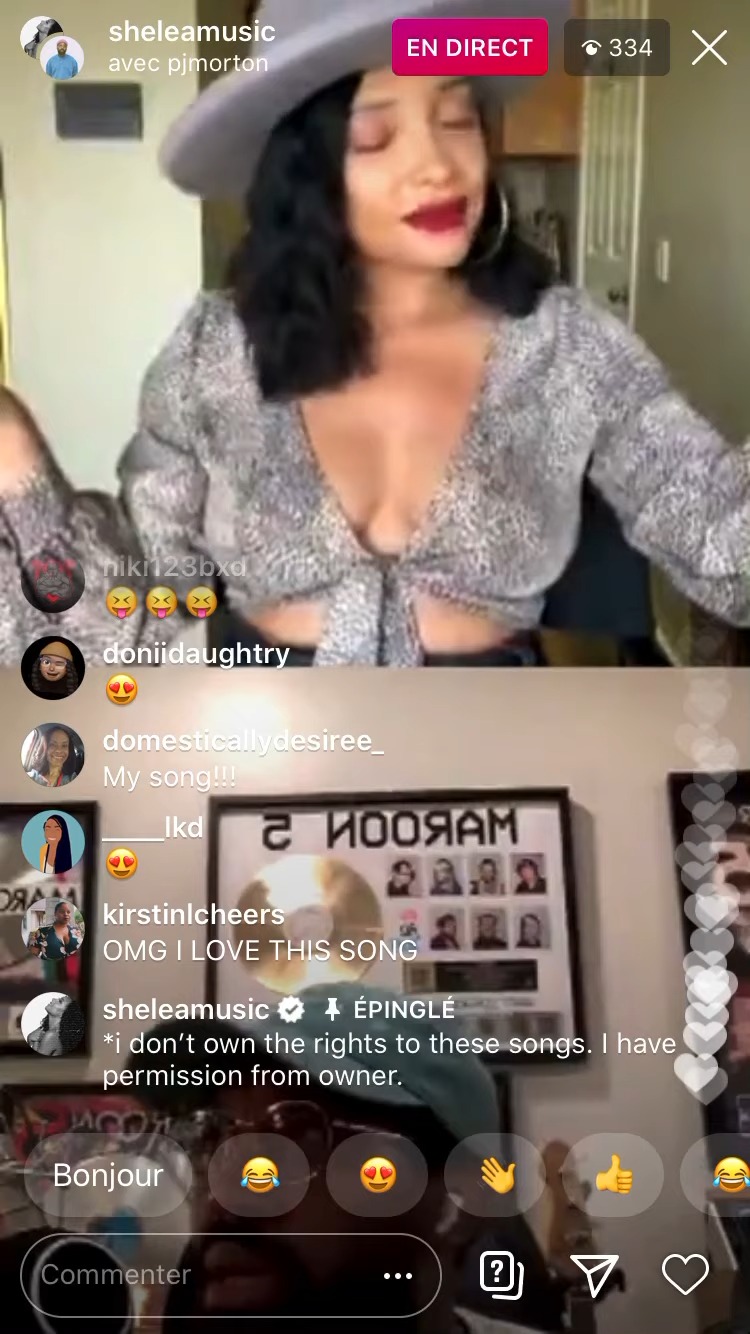 sheleamusic
avec pjmorton
EN DIRECT
334
niki123bxd
doniidaughtry
domesticallydesiree_
My song!!!
MAROON 5
____lkd
kirstinlcheers
OMG I LOVE THIS SONG
sheleamusic ÉPINGLÉ
*i don’t own the rights to these songs. I have
permission from owner.
Bonjour
Commenter